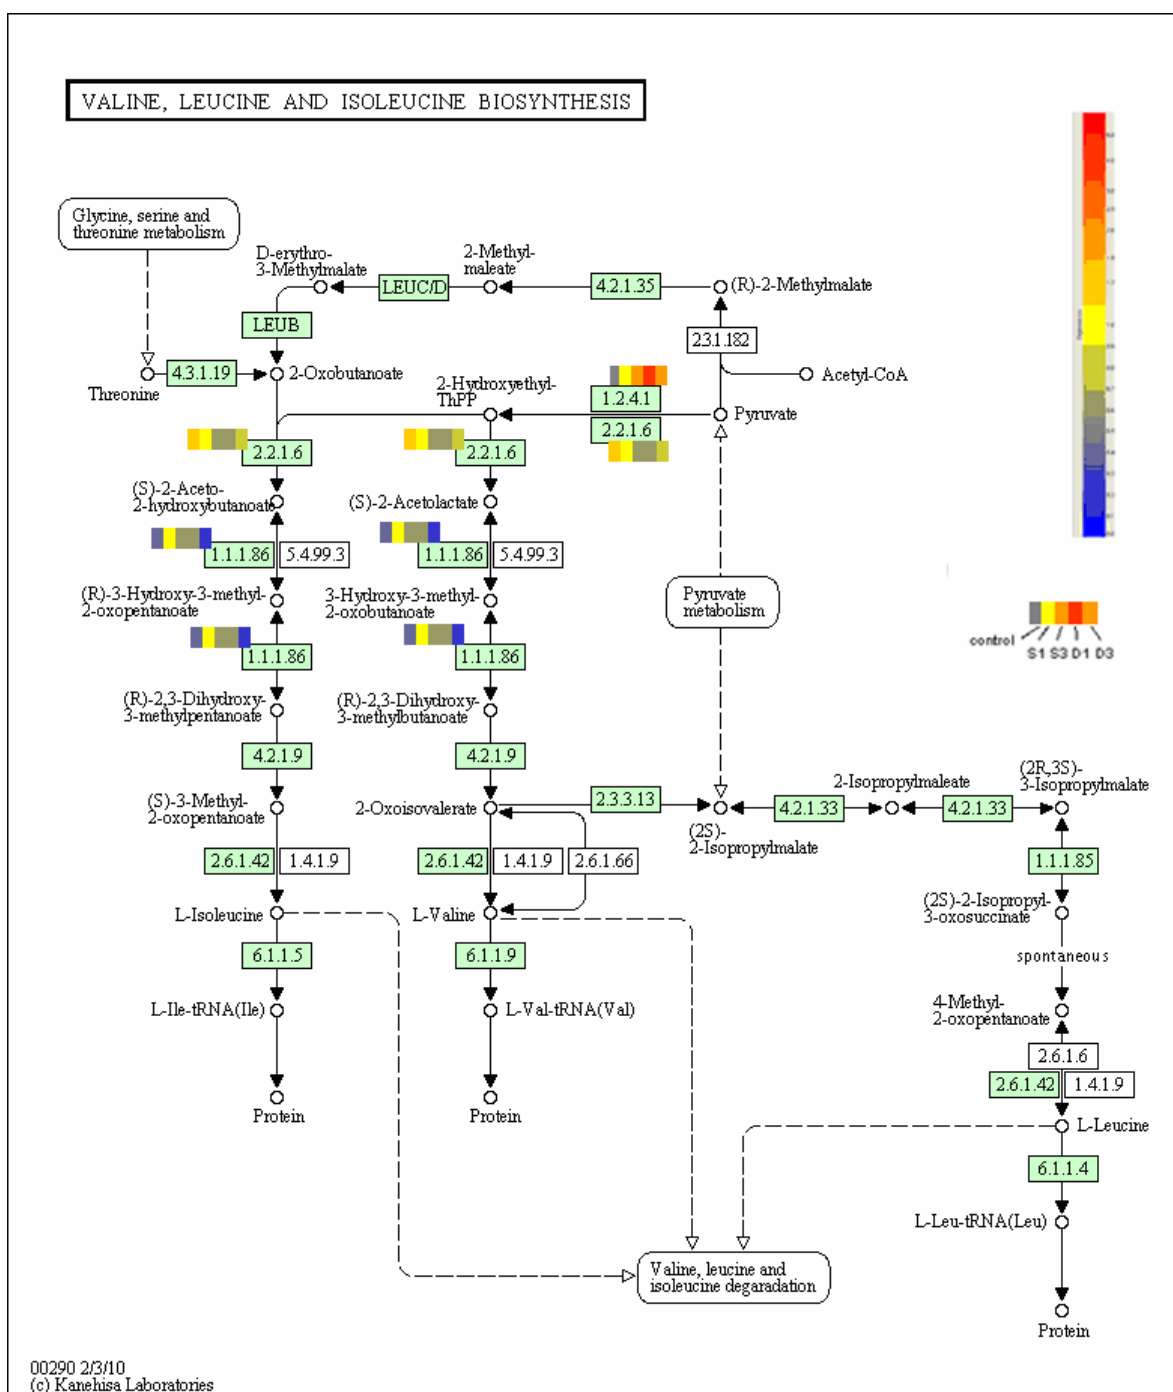 VALINE, LEUCINE AND ISOLEUCINE BIOSYNTHESIS
Glycine, serine and
threonine metabolism
D-erythro-
3-Methylmalate
2-Methyl-
maleate
LEUC/D
4.2.1.35
(R)-2-Methylmalate
LEUB
2.3.1.182
4.3.1.19
2-Oxobutanoate
Threonine
2-Hydroxyethyl-
ThPP
Acetyl-CoA
1.2.4.1
Pyruvate
2.2.1.6
2.2.1.6
2.2.1.6
(S)-2-Aceto-
2-hydroxybutanoate
(S)-2-Acetolactate
1.1.1.86
5.4.99.3
1.1.1.86
5.4.99.3
(R)-3-Hydroxy-3-methyl-
2-oxopentanoate
3-Hydroxy-3-methyl-
2-oxobutanoate
Pyruvate
metabolism
control
S1 S3 D1 D3
1.1.1.86
1.1.1.86
(R)-2,3-Dihydroxy-
3-methylpentanoate
(R)-2,3-Dihydroxy-
3-methylbutanoate
4.2.1.9
4.2.1.9
(S)-3-Methyl-
2-oxopentanoate
2-Oxoisovalerate
2.3.3.13
(2S)-
2-Isopropylmalate
4.2.1.33
2-Isopropylmaleate
4.2.1.33
(2R,3S)-
3-Isopropylmalate
2.6.1.42
1.4.1.9
2.6.1.42
1.4.1.9
2.6.1.66
1.1.1.85
L-Isoleucine
L-Valine
(2S)-2-Isopropyl-
3-oxosuccinate
6.1.1.5
6.1.1.9
spontaneous
L-Ile-tRNA(Ile)
L-Val-tRNA(Val)
4-Methyl-
2-oxopentanoate
2.6.1.6
2.6.1.42
1.4.1.9
Protein
Protein
L-Leucine
6.1.1.4
L-Leu-tRNA(Leu)
Valine, leucine and
isoleucine degaradation
Protein
00290 2/3/10
(c) Kanehisa Laboratories